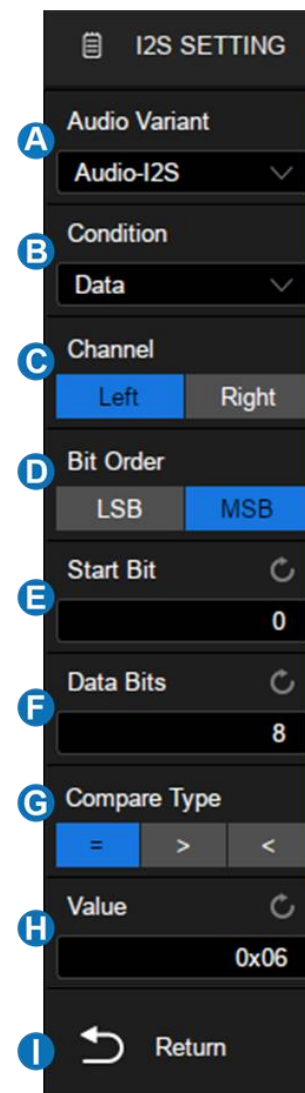 I2S SETTING
A Audio Variant
Audio-I2S
B Condition
Data
C Channel
Left Right
D Bit Order
LSB MSB
E Start Bit
0
F Data Bits
8
G Compare Type
= > <
H Value
0x06
I Return